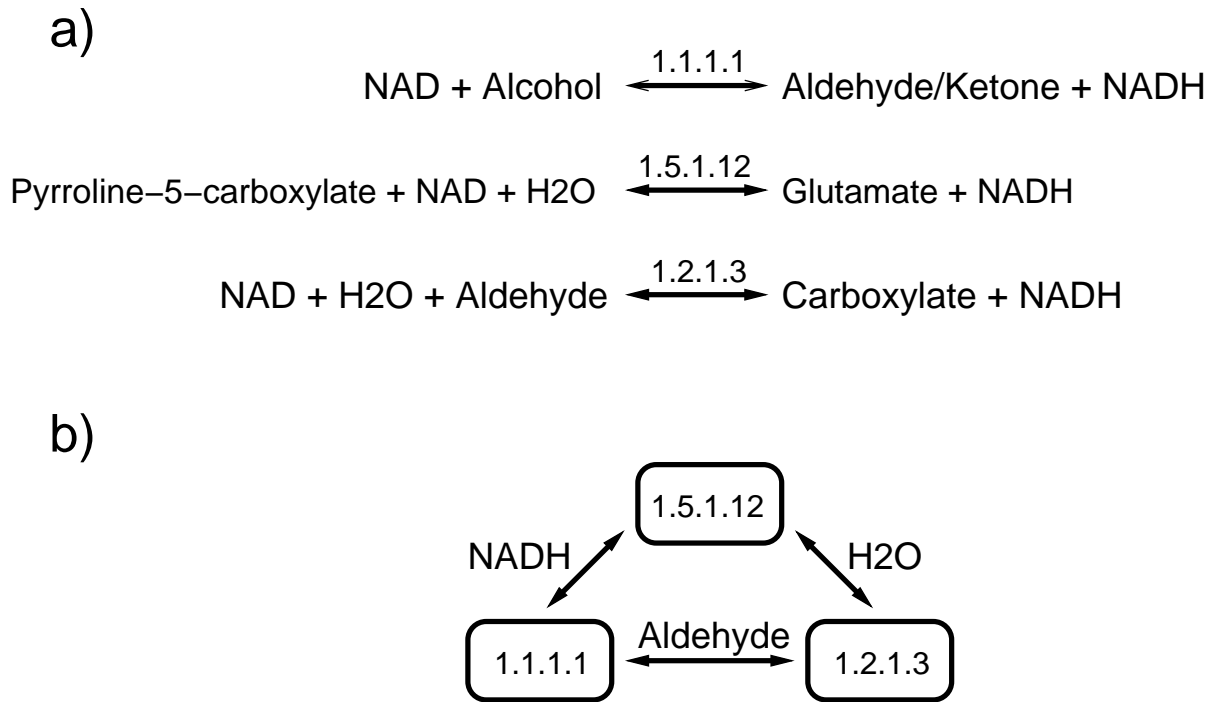 a)
1.1.1.1
NAD + Alcohol Aldehyde/Ketone + NADH
1.5.1.12
Pyrroline−5−carboxylate + NAD + H2O Glutamate + NADH
1.2.1.3
NAD + H2O + Aldehyde Carboxylate + NADH
b)
1.5.1.12
NADH H2O
Aldehyde
1.1.1.1 1.2.1.3